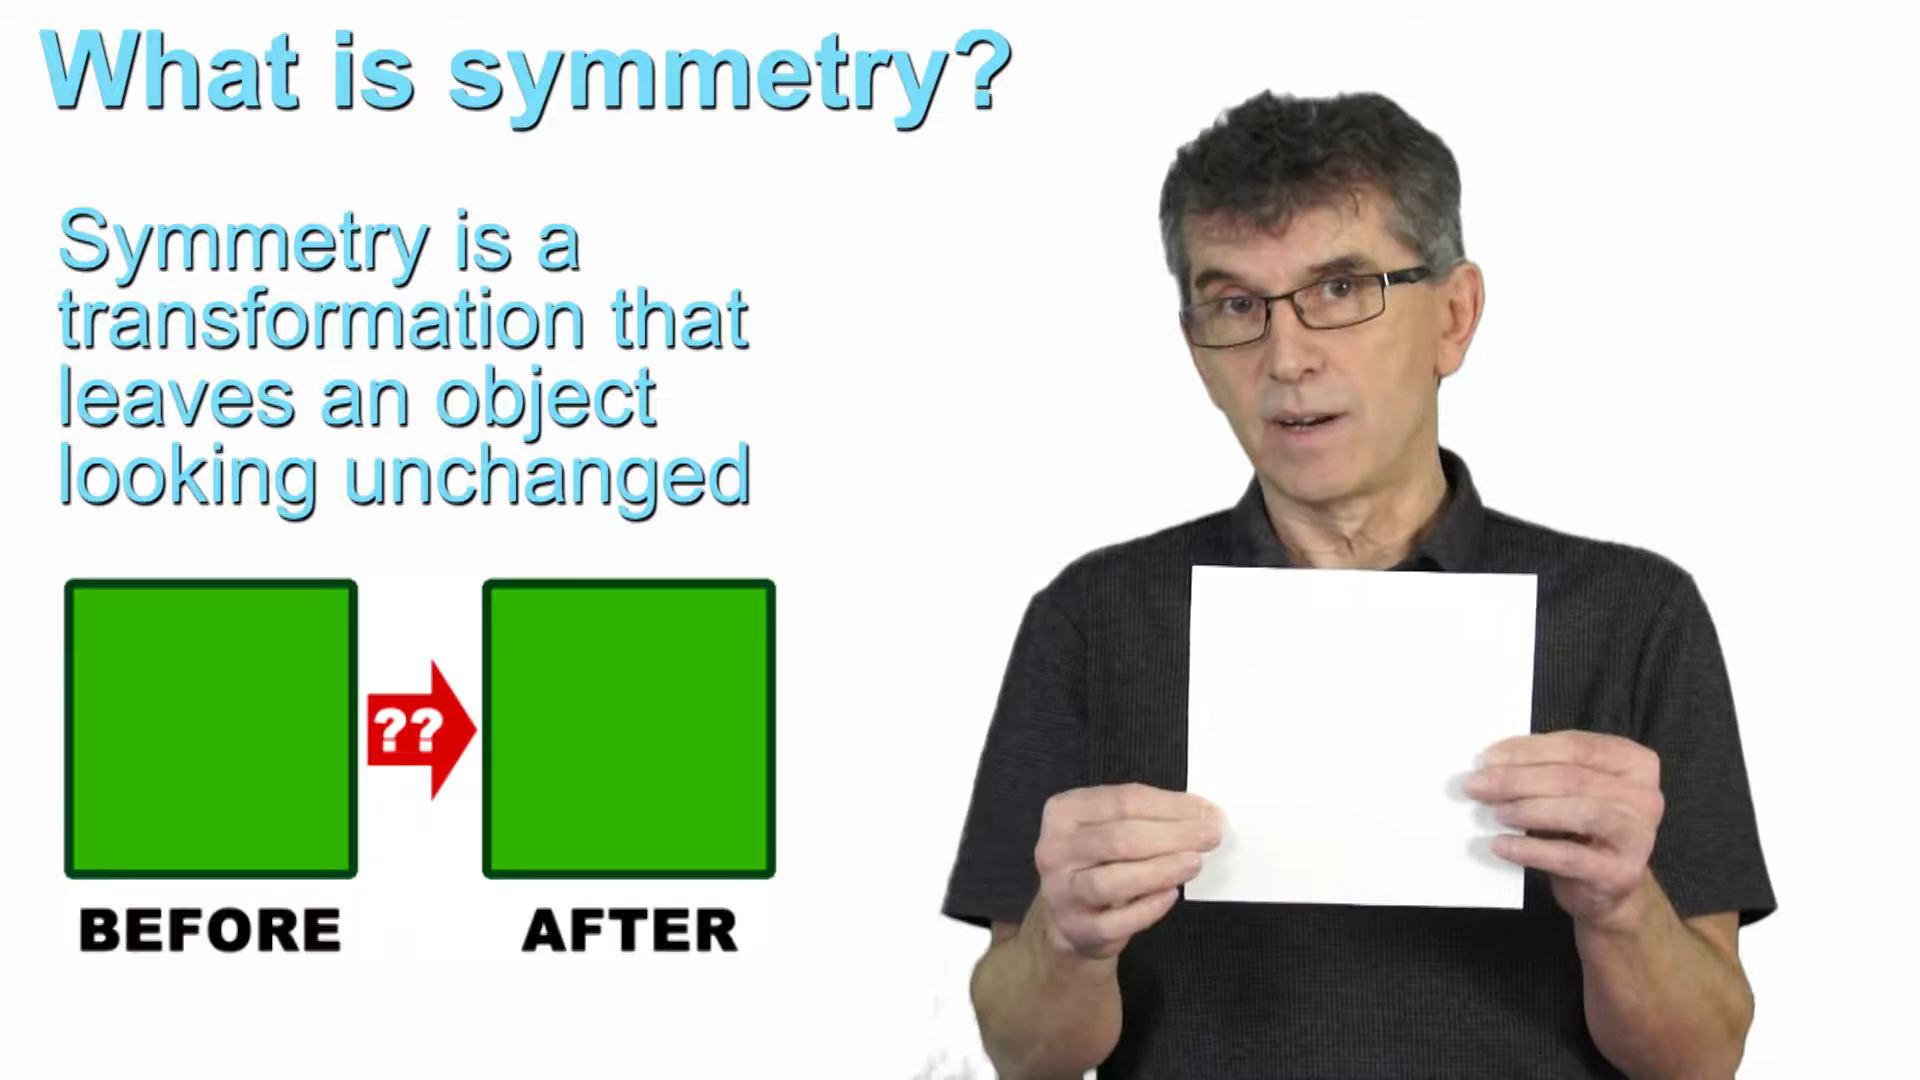 What is symmetry?
Symmetry is a
transformation that
leaves an object
looking unchanged
??
BEFORE
AFTER